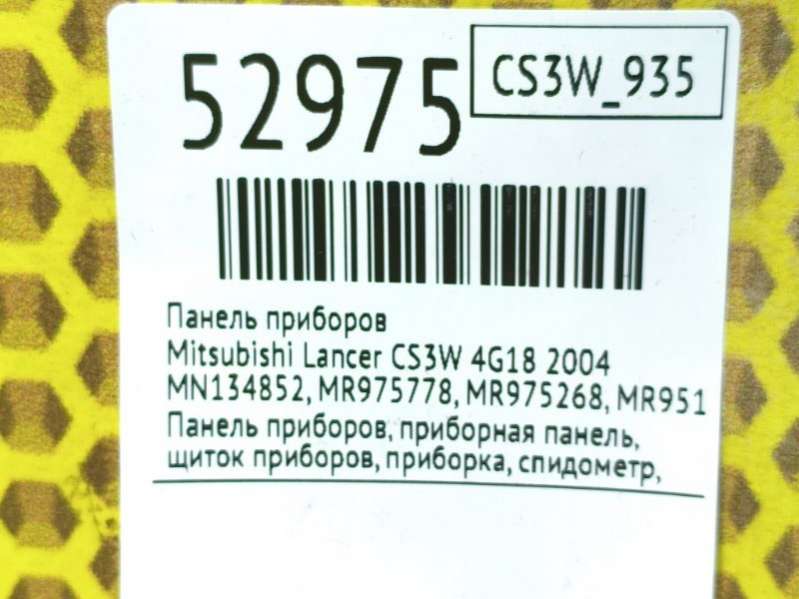 52975
CS3W_935
Панель приборов
Mitsubishi Lancer CS3W 4G18 2004
MN134852, MR975778, MR975268, MR951
Панель приборов, приборная панель,
щиток приборов, приборка, спидометр,